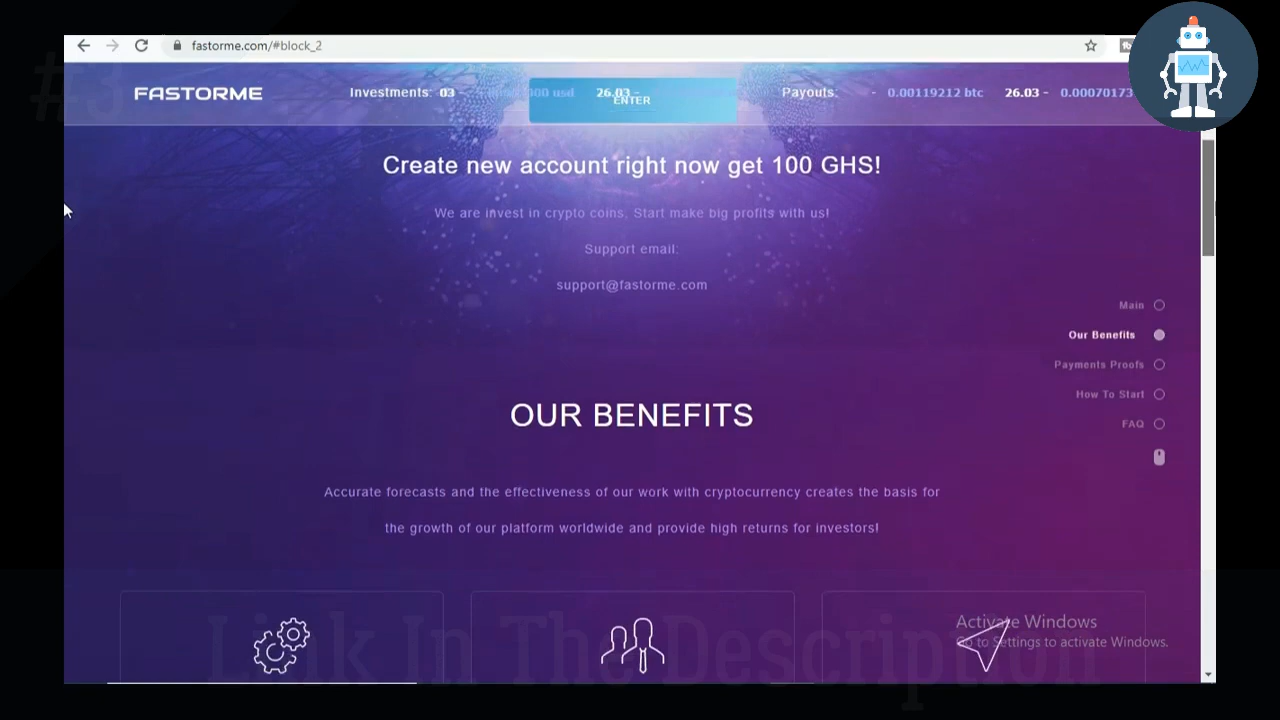 fastorme.com/#block_2
FASTORME
Investments: 03 - usd 26.03 -
ENTER
Payouts: - 0.00119212 btc 26.03 - 0.00070173
Create new account right now get 100 GHS!
We are invest in crypto coins. Start make big profits with us!
Support email:
support@fastorme.com
Main
Our Benefits
Payments Proofs
How To Start
FAQ
OUR BENEFITS
Accurate forecasts and the effectiveness of our work with cryptocurrency creates the basis for
the growth of our platform worldwide and provide high returns for investors!
Activate Windows
Go to Settings to activate Windows.
Link In The Description